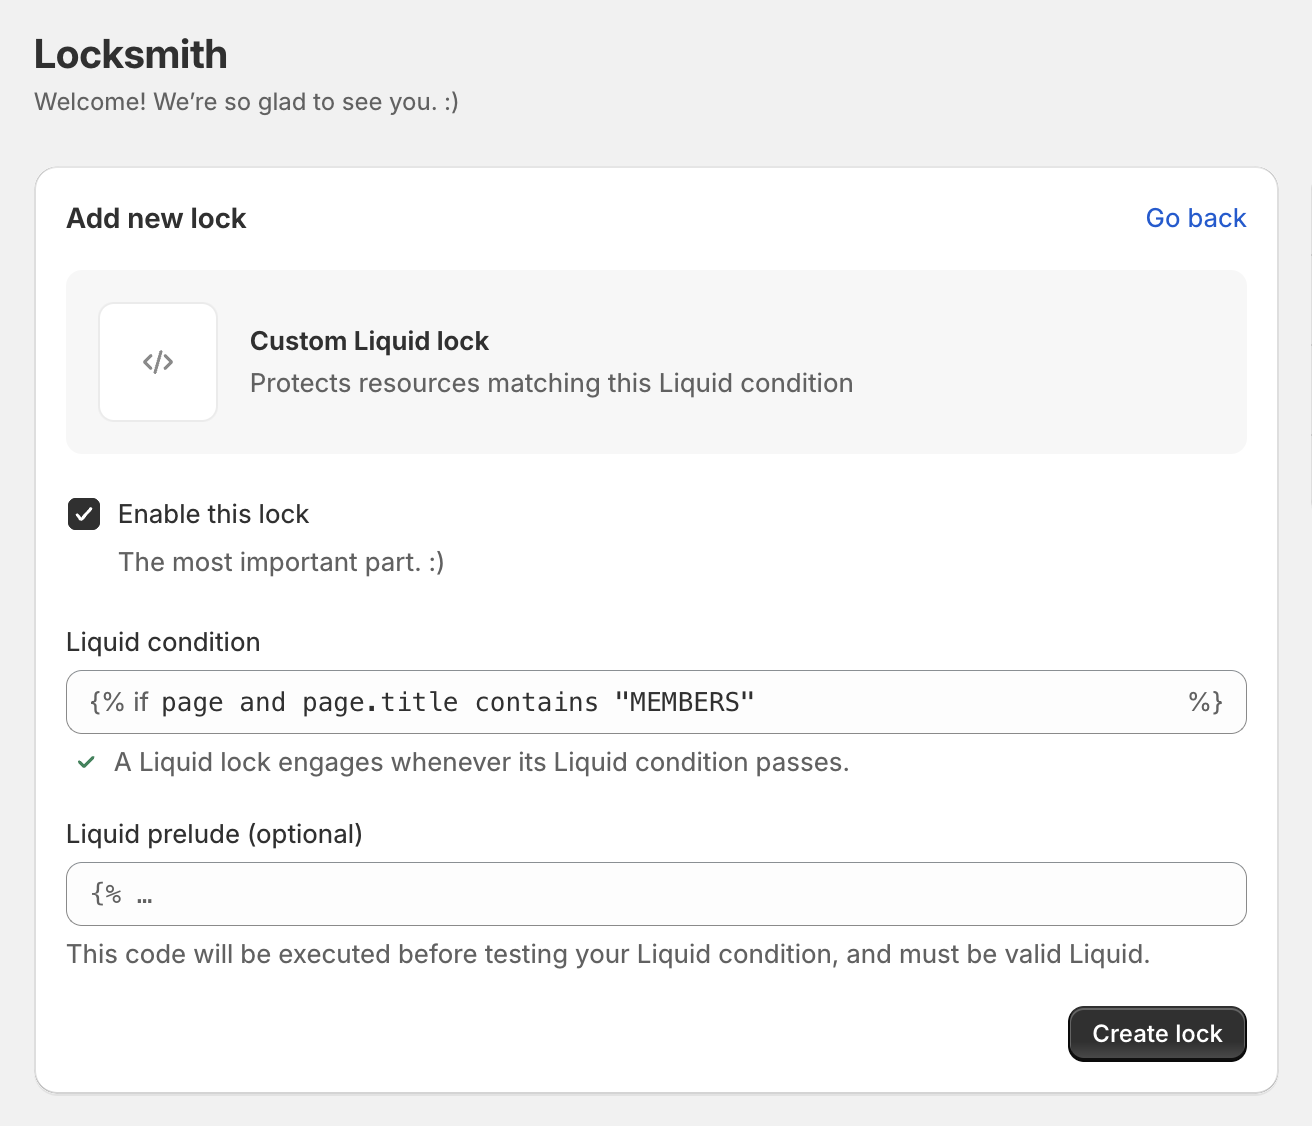 Locksmith
Welcome! We’re so glad to see you. :)
Add new lock
Go back
</>
Custom Liquid lock
Protects resources matching this Liquid condition
Enable this lock
The most important part. :)
Liquid condition
{% if page and page.title contains "MEMBERS" %}
A Liquid lock engages whenever its Liquid condition passes.
Liquid prelude (optional)
{% …
This code will be executed before testing your Liquid condition, and must be valid Liquid.
Create lock